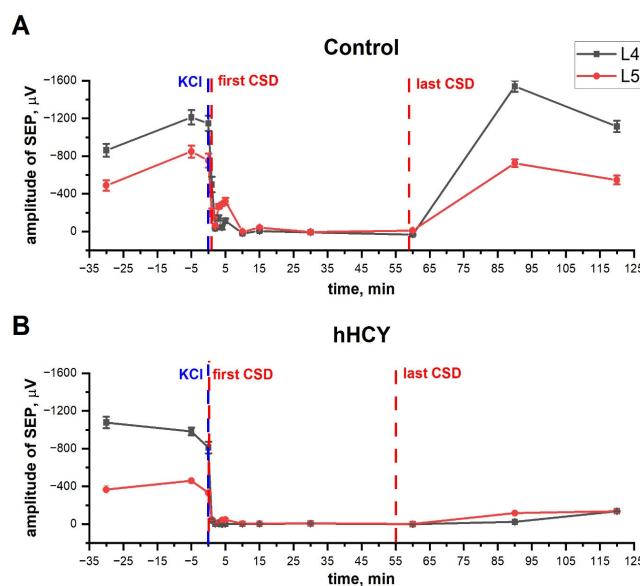 A
Control
L4
L5
KCl
first CSD
last CSD
amplitude of SEP, µV
−1600
−1200
−800
−400
0
−35 −25 −15 −5 5 15 25 35 45 55 65 75 85 95 105 115 125
time, min
B
hHCY
KCl
first CSD
last CSD
amplitude of SEP, µV
−1600
−1200
−800
−400
0
−35 −25 −15 −5 5 15 25 35 45 55 65 75 85 95 105 115 125
time, min